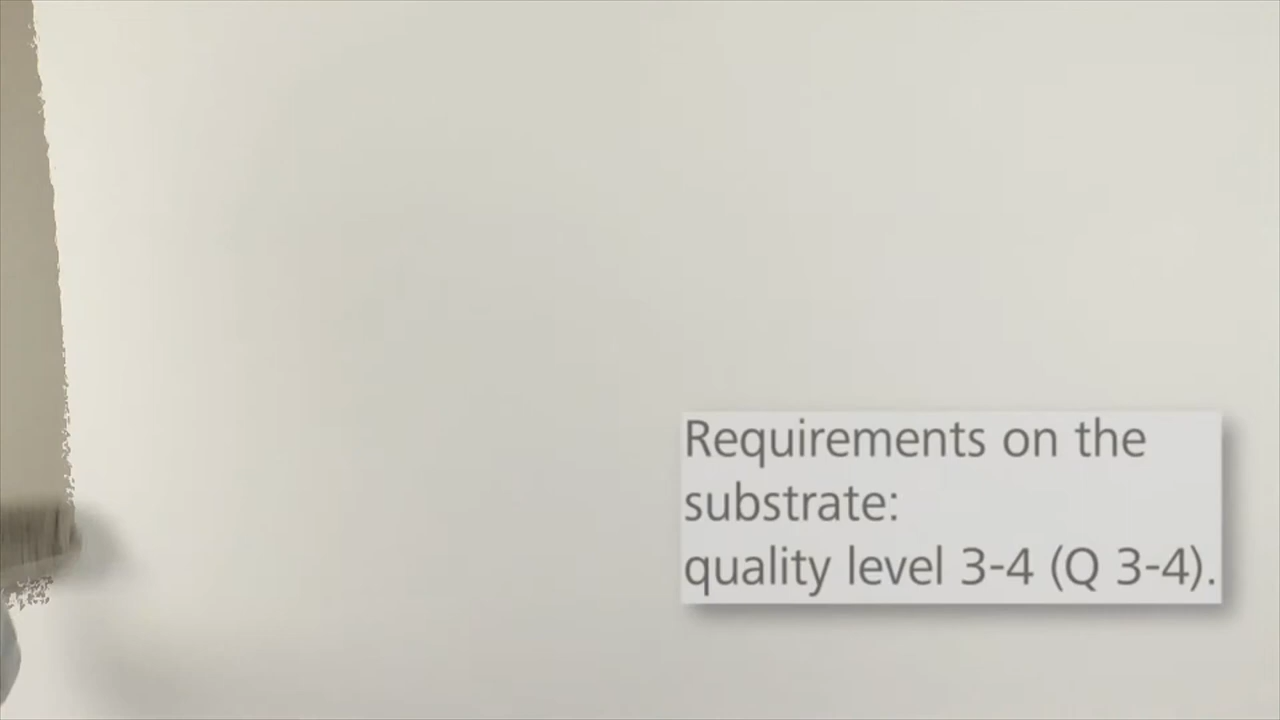 Requirements on the
substrate:
quality level 3-4 (Q 3-4).